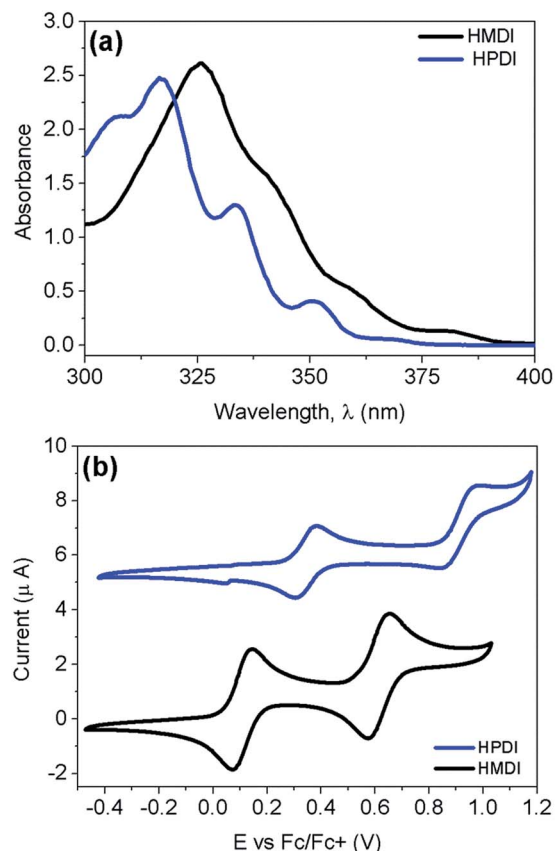 (a)
HMDI
HPDI
Absorbance
3.0
2.5
2.0
1.5
1.0
0.5
0.0
300 325 350 375 400
Wavelength, λ (nm)
(b)
10
8
6
4
2
0
-2
Current (μ A)
HPDI
HMDI
-0.4 -0.2 0.0 0.2 0.4 0.6 0.8 1.0 1.2
E vs Fc/Fc+ (V)